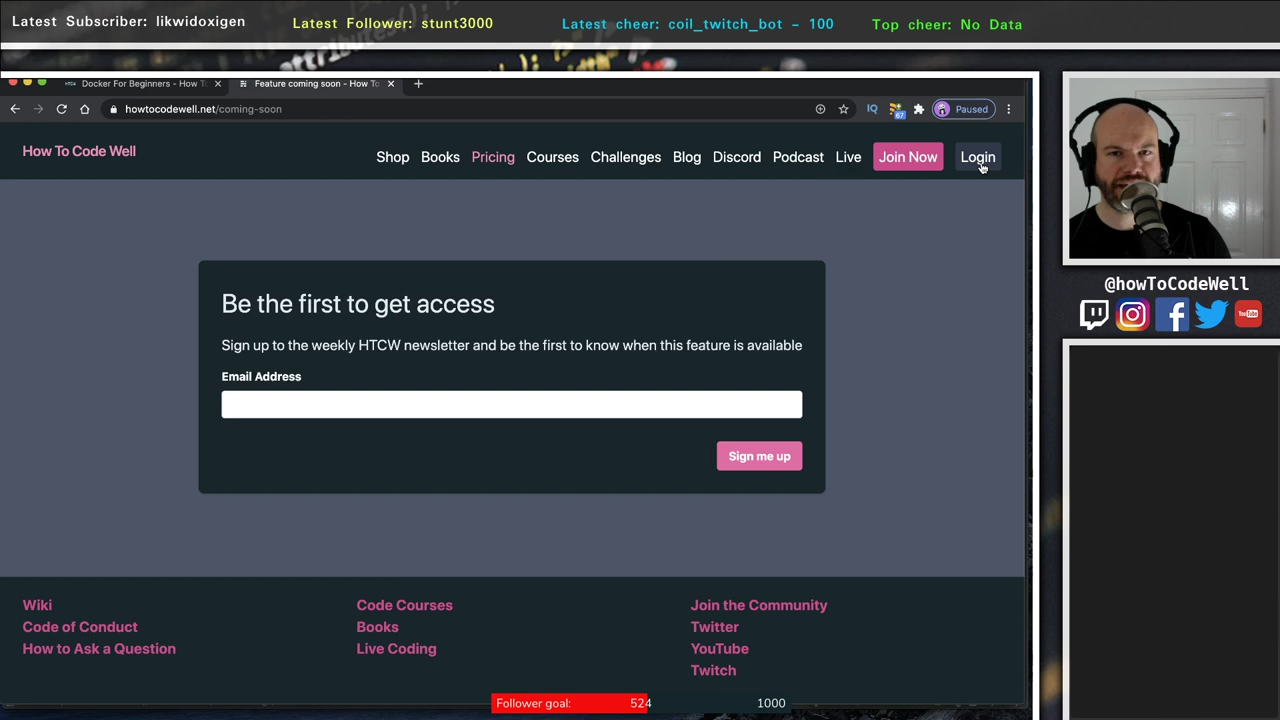 Latest Subscriber: likwidoxigen
Latest Follower: stunt3000
Latest cheer: coil_twitch_bot - 100
Top cheer: No Data
Docker For Beginners - How To
Feature coming soon - How To
howtocodewell.net/coming-soon
IQ
67
Paused
How To Code Well
Shop
Books
Pricing
Courses
Challenges
Blog
Discord
Podcast
Live
Join Now
Login
@howToCodeWell
YouTube
Be the first to get access
Sign up to the weekly HTCW newsletter and be the first to know when this feature is available
Email Address
Sign me up
Wiki
Code of Conduct
How to Ask a Question
Code Courses
Books
Live Coding
Join the Community
Twitter
YouTube
Twitch
Follower goal:
524
1000